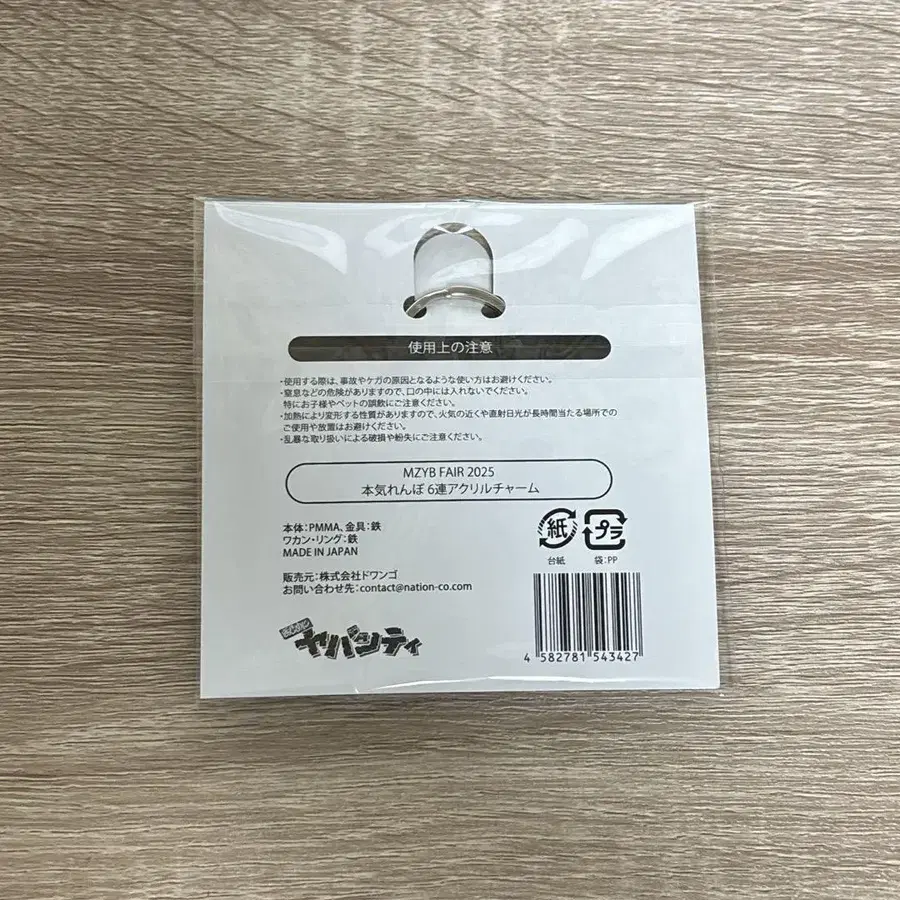 使用上の注意
・使用する際は、事故やケガの原因となるような使い方はお避けください。
・窒息などの危険がありますので、口の中には入れないでください。
特にお子様やペットの誤飲にご注意ください。
・加熱により変形する性質がありますので、火気の近くや直射日光が長時間当たる場所での
ご使用や放置はお避けください。
・乱暴な取り扱いによる破損や紛失にご注意ください。
MZYB FAIR 2025
本気れんぼ 6連アクリルチャーム
本体：PMMA、金具：鉄
ワカン・リング：鉄
MADE IN JAPAN
紙
プラ
台紙
袋：PP
販売元：株式会社ドワンゴ
お問い合わせ先：contact@nation-co.com
ヤバンティ
4 582781 543427